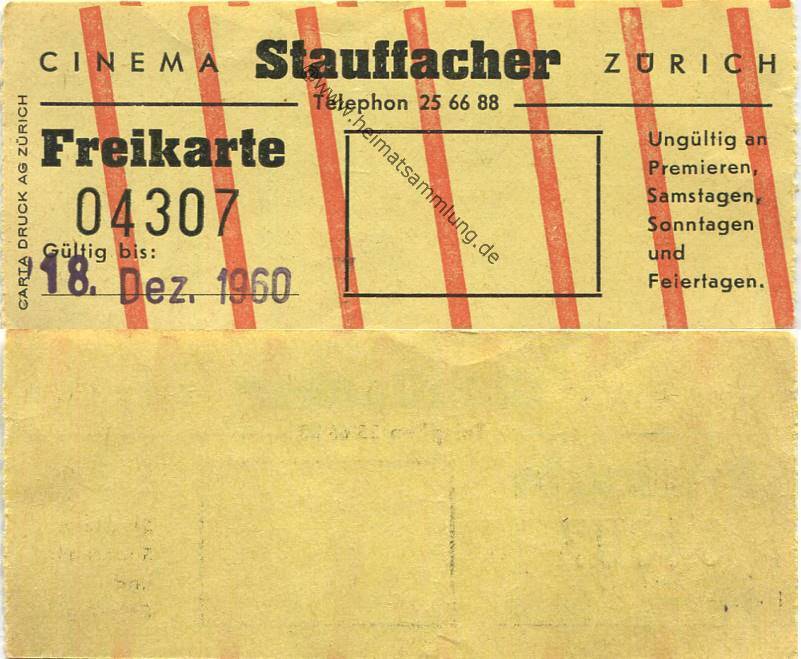 CINEMA Stauffacher ZÜRICH
Telephon 25 66 88
Freikarte
04307
Gültig bis:
18. Dez. 1960
Ungültig an
Premieren,
Samstagen,
Sonntagen
und
Feiertagen.
CARTA DRUCK AG ZÜRICH
@www.heimatsammlung.de